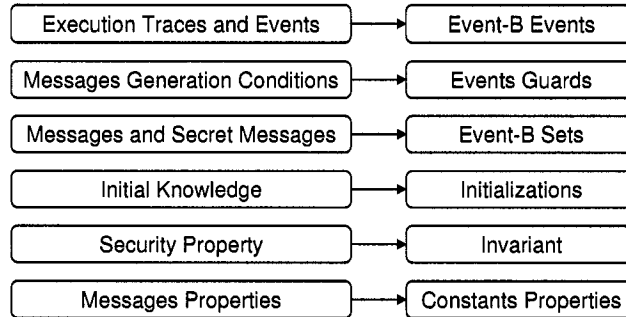 Execution Traces and Events
Event-B Events
Messages Generation Conditions
Events Guards
Messages and Secret Messages
Event-B Sets
Initial Knowledge
Initializations
Security Property
Invariant
Messages Properties
Constants Properties